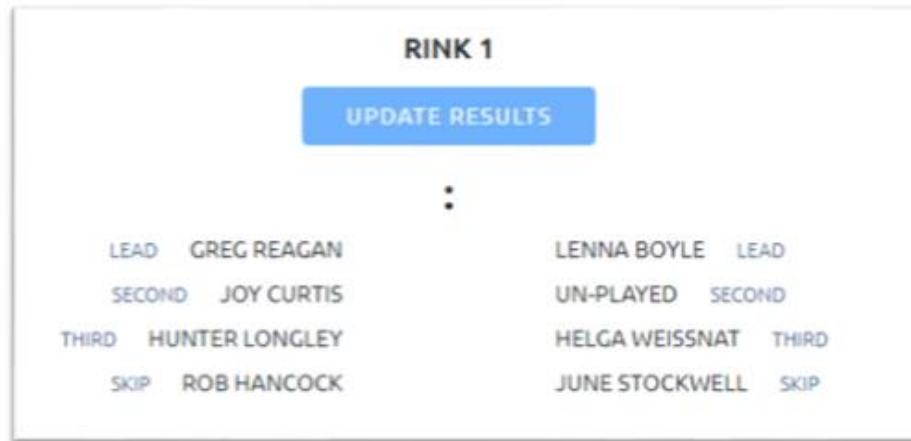 RINK 1
UPDATE RESULTS
:
LEAD GREG REAGAN LENNA BOYLE LEAD
SECOND JOY CURTIS UN-PLAYED SECOND
THIRD HUNTER LONGLEY HELGA WEISSNAT THIRD
SKIP ROB HANCOCK JUNE STOCKWELL SKIP